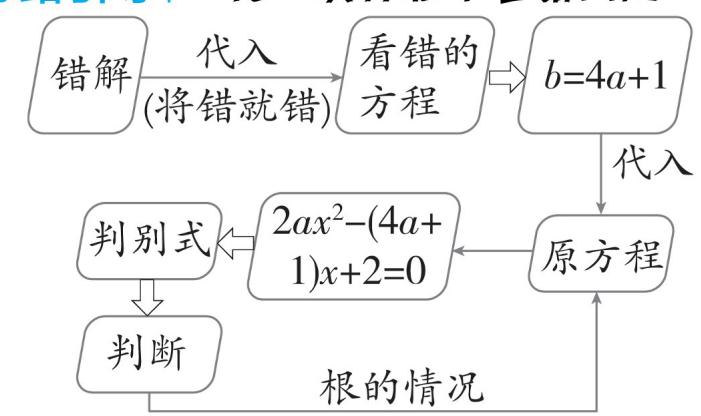 错解
代入
(将错就错)
看错的
方程
b=4a+1
代入
原方程
2ax²−(4a+
1)x+2=0
判别式
判断
根的情况